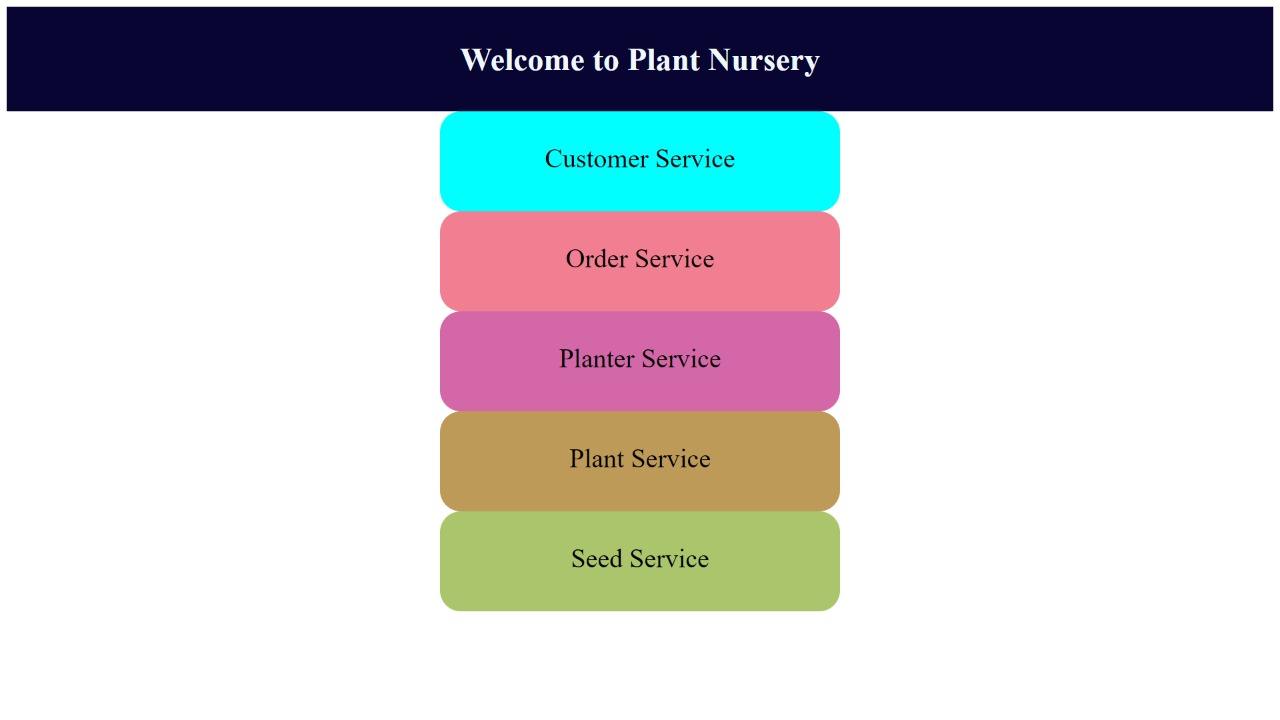 Welcome to Plant Nursery
Customer Service
Order Service
Planter Service
Plant Service
Seed Service